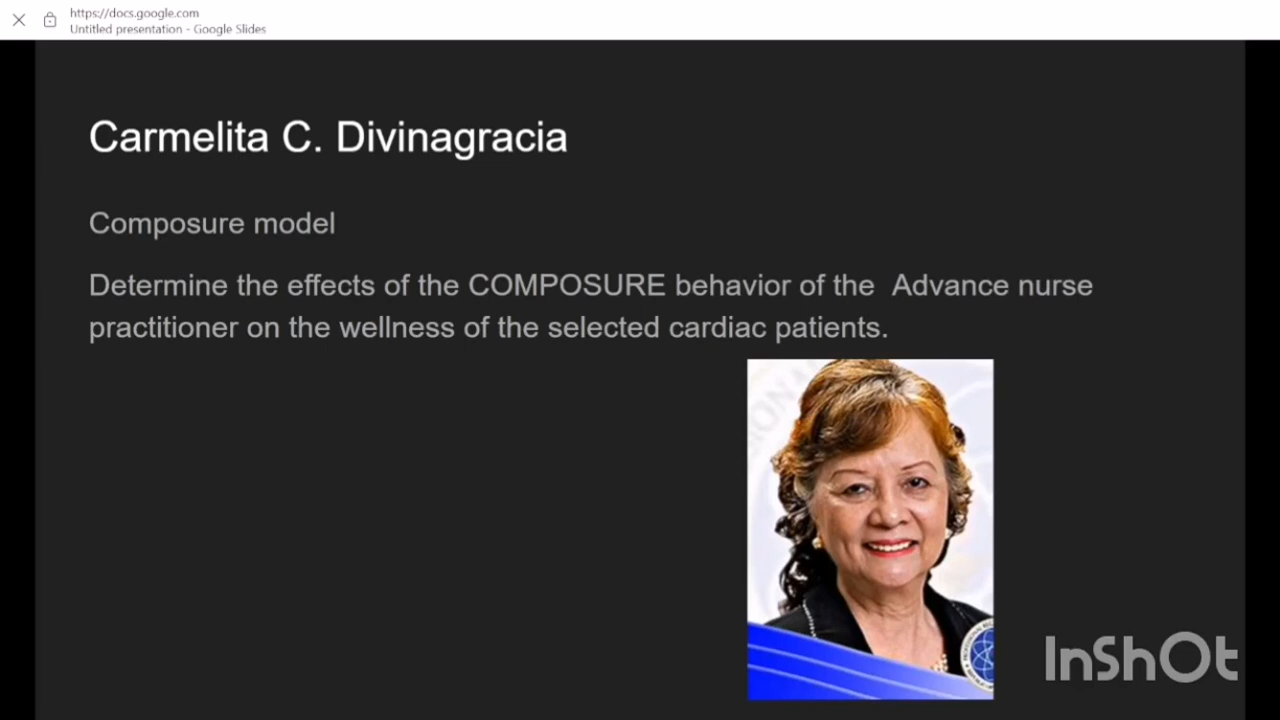 https://docs.google.com
Untitled presentation - Google Slides
Carmelita C. Divinagracia
Composure model
Determine the effects of the COMPOSURE behavior of the  Advance nurse
practitioner on the wellness of the selected cardiac patients.
InShOt